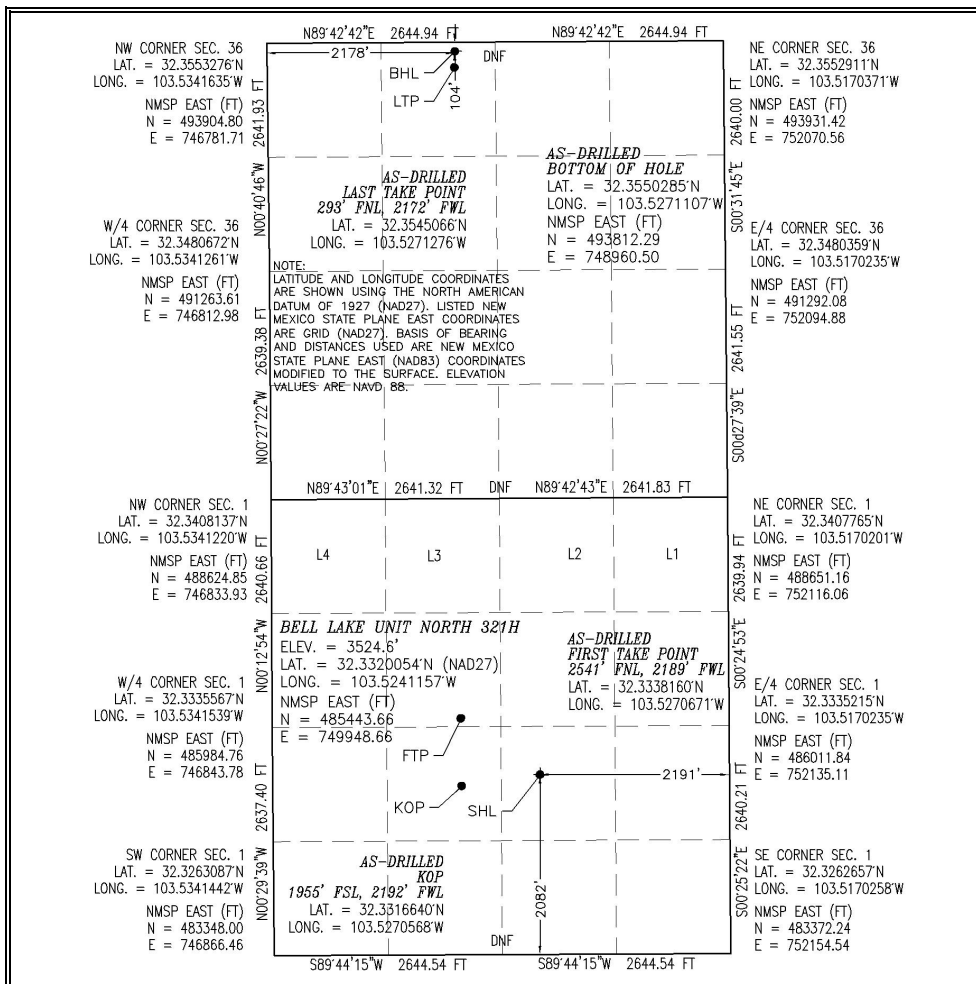 N89°42'42"E 2644.94 FT
N89°42'42"E 2644.94 FT
NW CORNER SEC. 36
LAT. = 32.3553276°N
LONG. = 103.5341635°W
NMSP EAST (FT)
N = 493904.80
E = 746781.71
2178'
BHL
LTP
104'
DNF
NE CORNER SEC. 36
LAT. = 32.3552911°N
LONG. = 103.5170371°W
NMSP EAST (FT)
N = 493931.42
E = 752070.56
N00°40'46"W 2641.93 FT
S00°31'45"E 2640.00 FT
AS-DRILLED
LAST TAKE POINT
293' FNL, 2172' FWL
LAT. = 32.3545066°N
LONG. = 103.5271276°W
AS-DRILLED
BOTTOM OF HOLE
LAT. = 32.3550285°N
LONG. = 103.5271107°W
NMSP EAST (FT)
N = 493812.29
E = 748960.50
W/4 CORNER SEC. 36
LAT. = 32.3480672°N
LONG. = 103.5341261°W
NMSP EAST (FT)
N = 491263.61
E = 746812.98
E/4 CORNER SEC. 36
LAT. = 32.3480359°N
LONG. = 103.5170235°W
NMSP EAST (FT)
N = 491292.08
E = 752094.88
NOTE:
LATITUDE AND LONGITUDE COORDINATES
ARE SHOWN USING THE NORTH AMERICAN
DATUM OF 1927 (NAD27). LISTED NEW
MEXICO STATE PLANE EAST COORDINATES
ARE GRID (NAD27). BASIS OF BEARING
AND DISTANCES USED ARE NEW MEXICO
STATE PLANE EAST (NAD83) COORDINATES
MODIFIED TO THE SURFACE. ELEVATION
VALUES ARE NAVD 88.
N00°27'22"W 2639.38 FT
S00d27'39"E 2641.55 FT
N89°43'01"E 2641.32 FT
DNF
N89°42'43"E 2641.83 FT
NW CORNER SEC. 1
LAT. = 32.3408137°N
LONG. = 103.5341220°W
NMSP EAST (FT)
N = 488624.85
E = 746833.93
L4
L3
L2
L1
NE CORNER SEC. 1
LAT. = 32.3407765°N
LONG. = 103.5170201°W
NMSP EAST (FT)
N = 488651.16
E = 752116.06
N00°12'54"W 2640.66 FT
S00°24'53"E 2639.94 FT
BELL LAKE UNIT NORTH 321H
ELEV. = 3524.6'
LAT. = 32.3320054°N (NAD27)
LONG. = 103.5241157°W
NMSP EAST (FT)
N = 485443.66
E = 749948.66
AS-DRILLED
FIRST TAKE POINT
2541' FNL, 2189' FWL
LAT. = 32.3338160°N
LONG. = 103.5270671°W
W/4 CORNER SEC. 1
LAT. = 32.3335567°N
LONG. = 103.5341539°W
NMSP EAST (FT)
N = 485984.76
E = 746843.78
E/4 CORNER SEC. 1
LAT. = 32.3335215°N
LONG. = 103.5170235°W
NMSP EAST (FT)
N = 486011.84
E = 752135.11
FTP
KOP
SHL
2191'
2082'
N00°29'39"W 2637.40 FT
S00°25'22"E 2640.21 FT
SW CORNER SEC. 1
LAT. = 32.3263087°N
LONG. = 103.5341442°W
NMSP EAST (FT)
N = 483348.00
E = 746866.46
AS-DRILLED
KOP
1955' FSL, 2192' FWL
LAT. = 32.3316640°N
LONG. = 103.5270568°W
DNF
SE CORNER SEC. 1
LAT. = 32.3262657°N
LONG. = 103.5170258°W
NMSP EAST (FT)
N = 483372.24
E = 752154.54
S89°44'15"W 2644.54 FT
S89°44'15"W 2644.54 FT